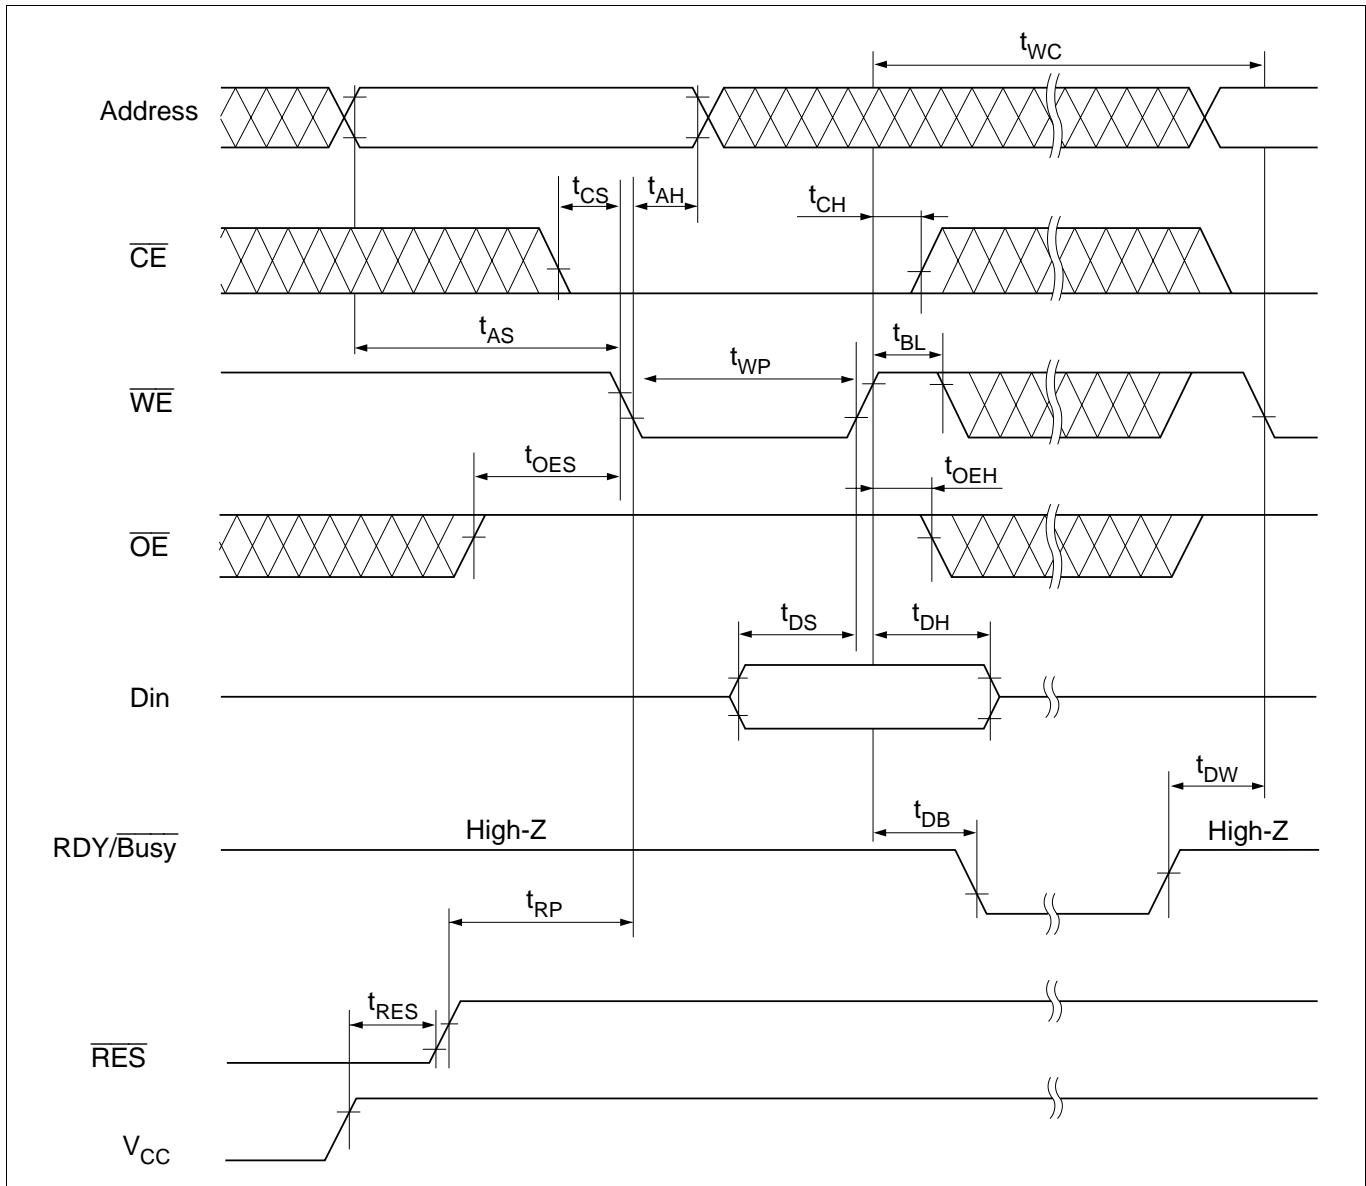 tWC
Address
tCS
tAH
tCH
CE
tAS
tWP
tBL
WE
tOES
tOEH
OE
tDS
tDH
Din
tDW
tDB
RDY/Busy
High-Z
High-Z
tRP
tRES
RES
VCC